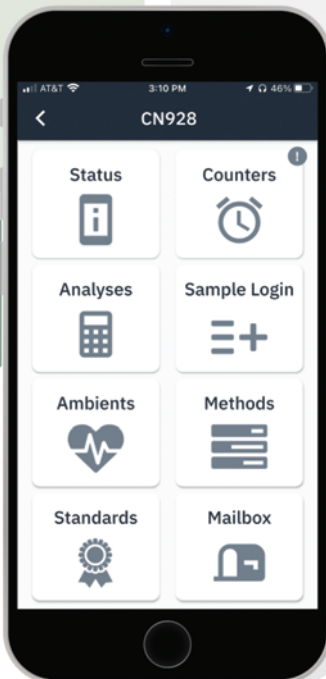 AT&T 3:10 PM 46%
CN928
Status Counters
!
Analyses Sample Login
Ambients Methods
Standards Mailbox